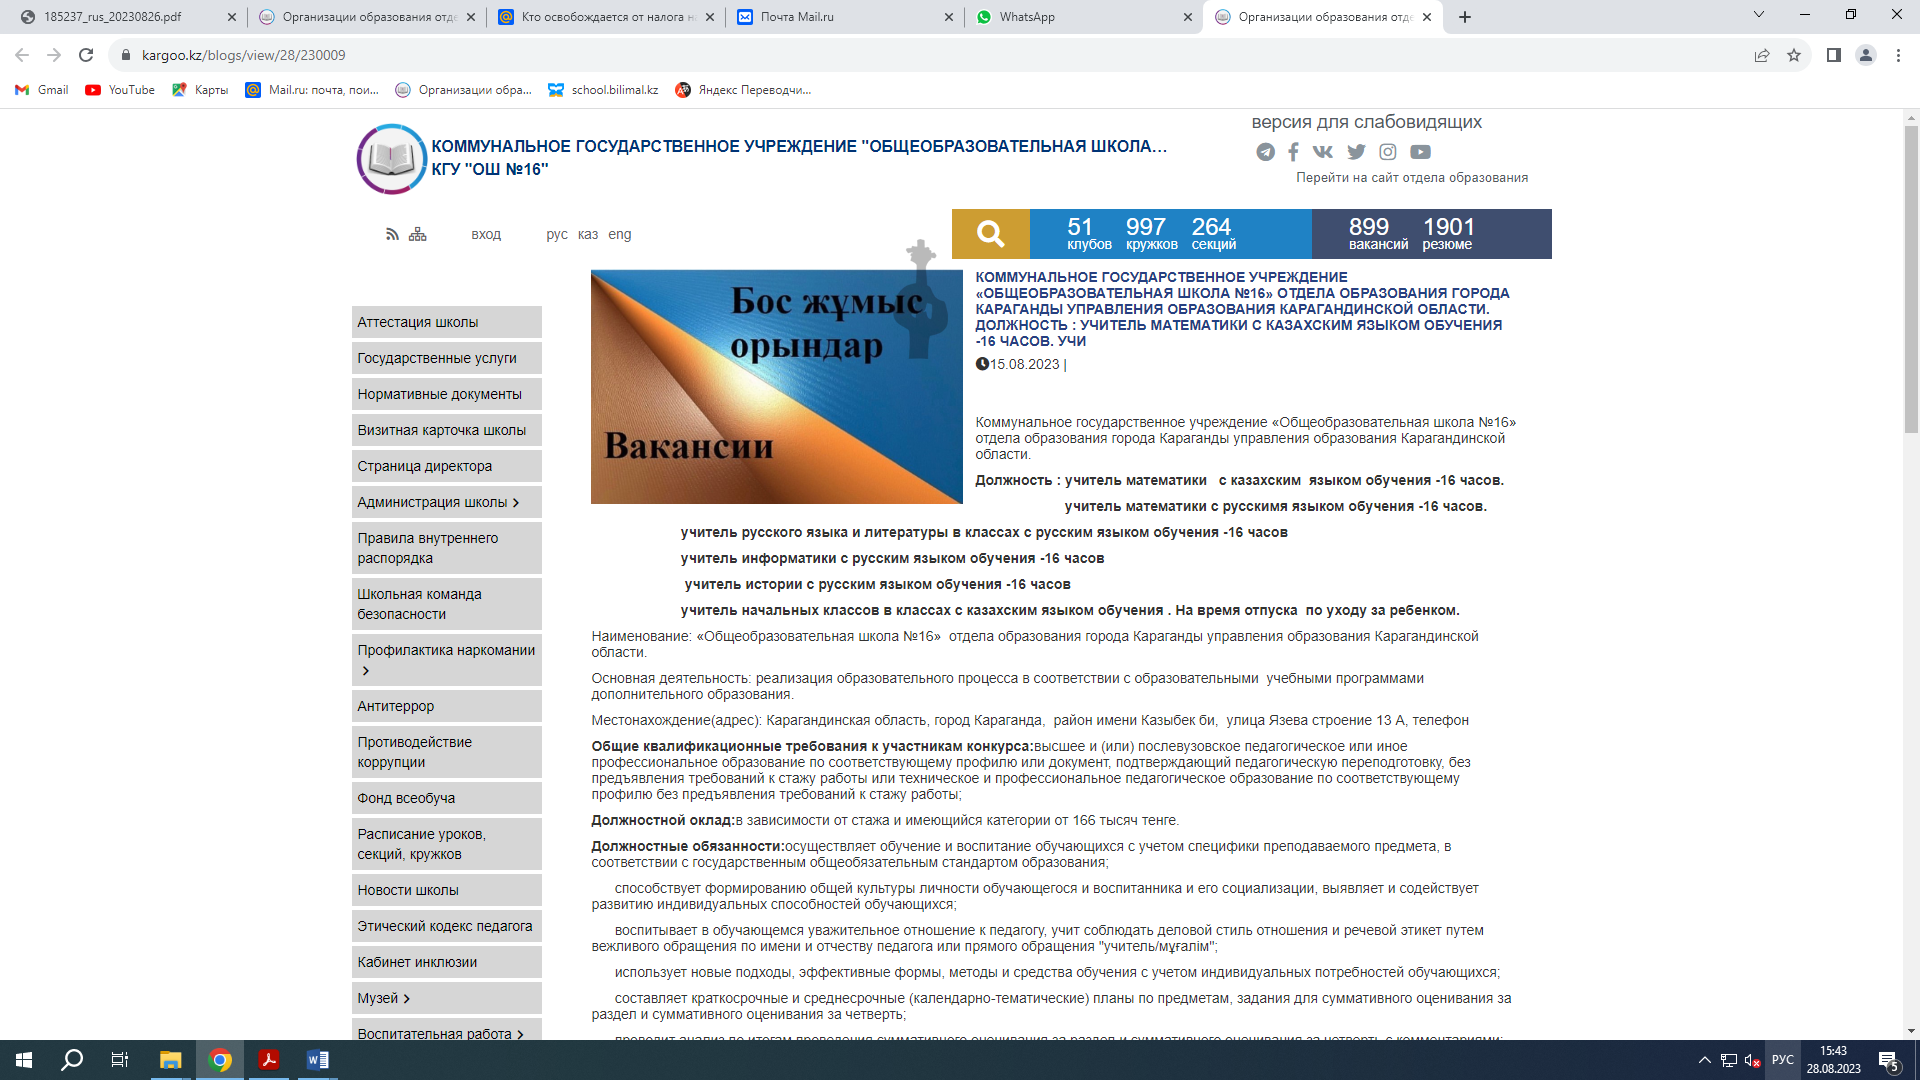 185237_rus_20230826.pdf
Организации образования отде
Кто освобождается от налога н
Почта Mail.ru
WhatsApp
Организации образования отде
kargoo.kz/blogs/view/28/230009
Gmail
YouTube
Карты
Mail.ru: почта, пои...
Организации обра...
school.bilimal.kz
Яндекс Переводчи...
КОММУНАЛЬНОЕ ГОСУДАРСТВЕННОЕ УЧРЕЖДЕНИЕ "ОБЩЕОБРАЗОВАТЕЛЬНАЯ ШКОЛА...
КГУ "ОШ №16"
версия для слабовидящих
Перейти на сайт отдела образования
вход
рус каз eng
51 клубов
997 кружков
264 секций
899 вакансий
1901 резюме
Аттестация школы
Государственные услуги
Нормативные документы
Визитная карточка школы
Страница директора
Администрация школы
Правила внутреннего
распорядка
Школьная команда
безопасности
Профилактика наркомании
Антитеррор
Противодействие
коррупции
Фонд всеобуча
Расписание уроков,
секций, кружков
Новости школы
Этический кодекс педагога
Кабинет инклюзии
Музей
Воспитательная работа
Бос жұмыс
орындар
Вакансии
КОММУНАЛЬНОЕ ГОСУДАРСТВЕННОЕ УЧРЕЖДЕНИЕ
«ОБЩЕОБРАЗОВАТЕЛЬНАЯ ШКОЛА №16» ОТДЕЛА ОБРАЗОВАНИЯ ГОРОДА
КАРАГАНДЫ УПРАВЛЕНИЯ ОБРАЗОВАНИЯ КАРАГАНДИНСКОЙ ОБЛАСТИ.
ДОЛЖНОСТЬ : УЧИТЕЛЬ МАТЕМАТИКИ С КАЗАХСКИМ ЯЗЫКОМ ОБУЧЕНИЯ
-16 ЧАСОВ. УЧИ
15.08.2023 |
Коммунальное государственное учреждение «Общеобразовательная школа №16»
отдела образования города Караганды управления образования Карагандинской
области.
Должность : учитель математики с казахским языком обучения -16 часов.
учитель математики с русскимя языком обучения -16 часов.
учитель русского языка и литературы в классах с русским языком обучения -16 часов
учитель информатики с русским языком обучения -16 часов
учитель истории с русским языком обучения -16 часов
учитель начальных классов в классах с казахским языком обучения . На время отпуска по уходу за ребенком.
Наименование: «Общеобразовательная школа №16» отдела образования города Караганды управления образования Карагандинской
области.
Основная деятельность: реализация образовательного процесса в соответствии с образовательными учебными программами
дополнительного образования.
Местонахождение(адрес): Карагандинская область, город Караганда, район имени Казыбек би, улица Язева строение 13 А, телефон
Общие квалификационные требования к участникам конкурса:высшее и (или) послевузовское педагогическое или иное
профессиональное образование по соответствующему профилю или документ, подтверждающий педагогическую переподготовку, без
предъявления требований к стажу работы или техническое и профессиональное педагогическое образование по соответствующему
профилю без предъявления требований к стажу работы;
Должностной оклад:в зависимости от стажа и имеющийся категории от 166 тысяч тенге.
Должностные обязанности:осуществляет обучение и воспитание обучающихся с учетом специфики преподаваемого предмета, в
соответствии с государственным общеобязательным стандартом образования;
способствует формированию общей культуры личности обучающегося и воспитанника и его социализации, выявляет и содействует
развитию индивидуальных способностей обучающихся;
воспитывает в обучающемся уважительное отношение к педагогу, учит соблюдать деловой стиль отношения и речевой этикет путем
вежливого обращения по имени и отчеству педагога или прямого обращения "учитель/мұғалім";
использует новые подходы, эффективные формы, методы и средства обучения с учетом индивидуальных потребностей обучающихся;
составляет краткосрочные и среднесрочные (календарно-тематические) планы по предметам, задания для суммативного оценивания за
раздел и суммативного оценивания за четверть;
проводит анализ по итогам проведения суммативного оценивания за раздел и суммативного оценивания за четверть с комментариями;
РУС
15:43
28.08.2023
5